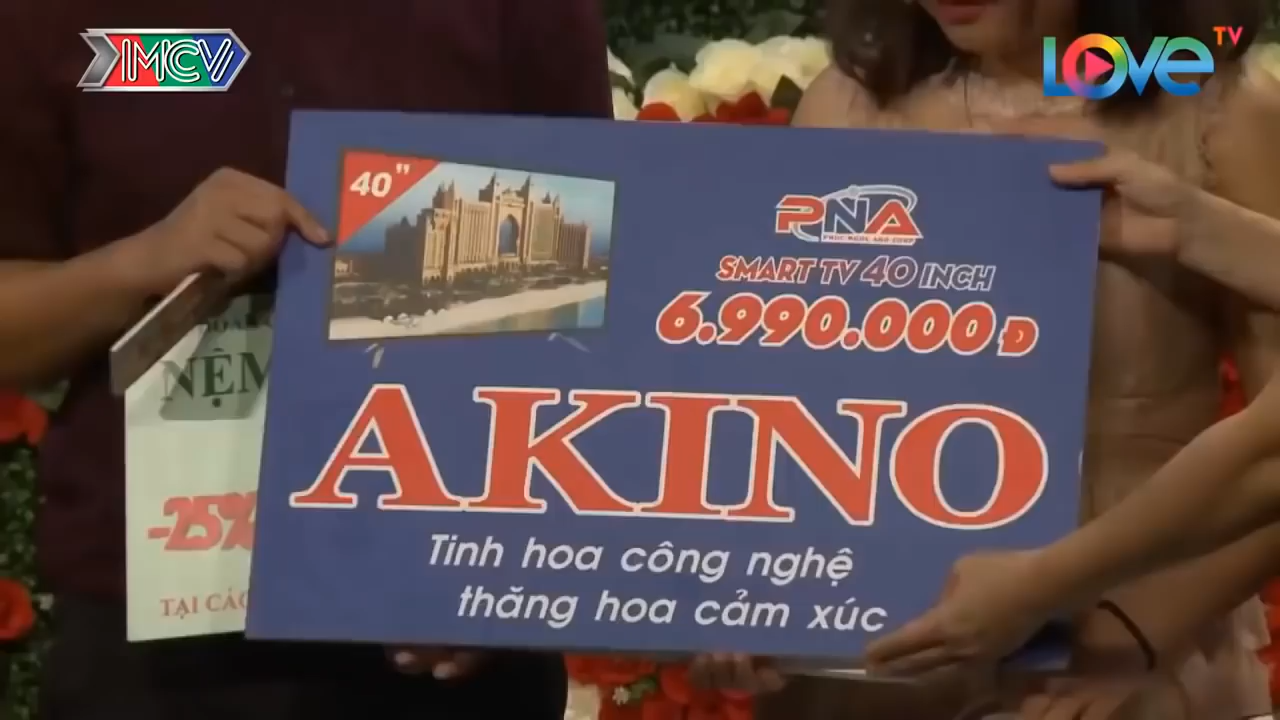 MCV
LOVE TV
40"
PNA
SMART TV 40 INCH
6.990.000 Đ
AKINO
Tinh hoa công nghệ
thăng hoa cảm xúc
NỆM
-25%
TẠI CÁC